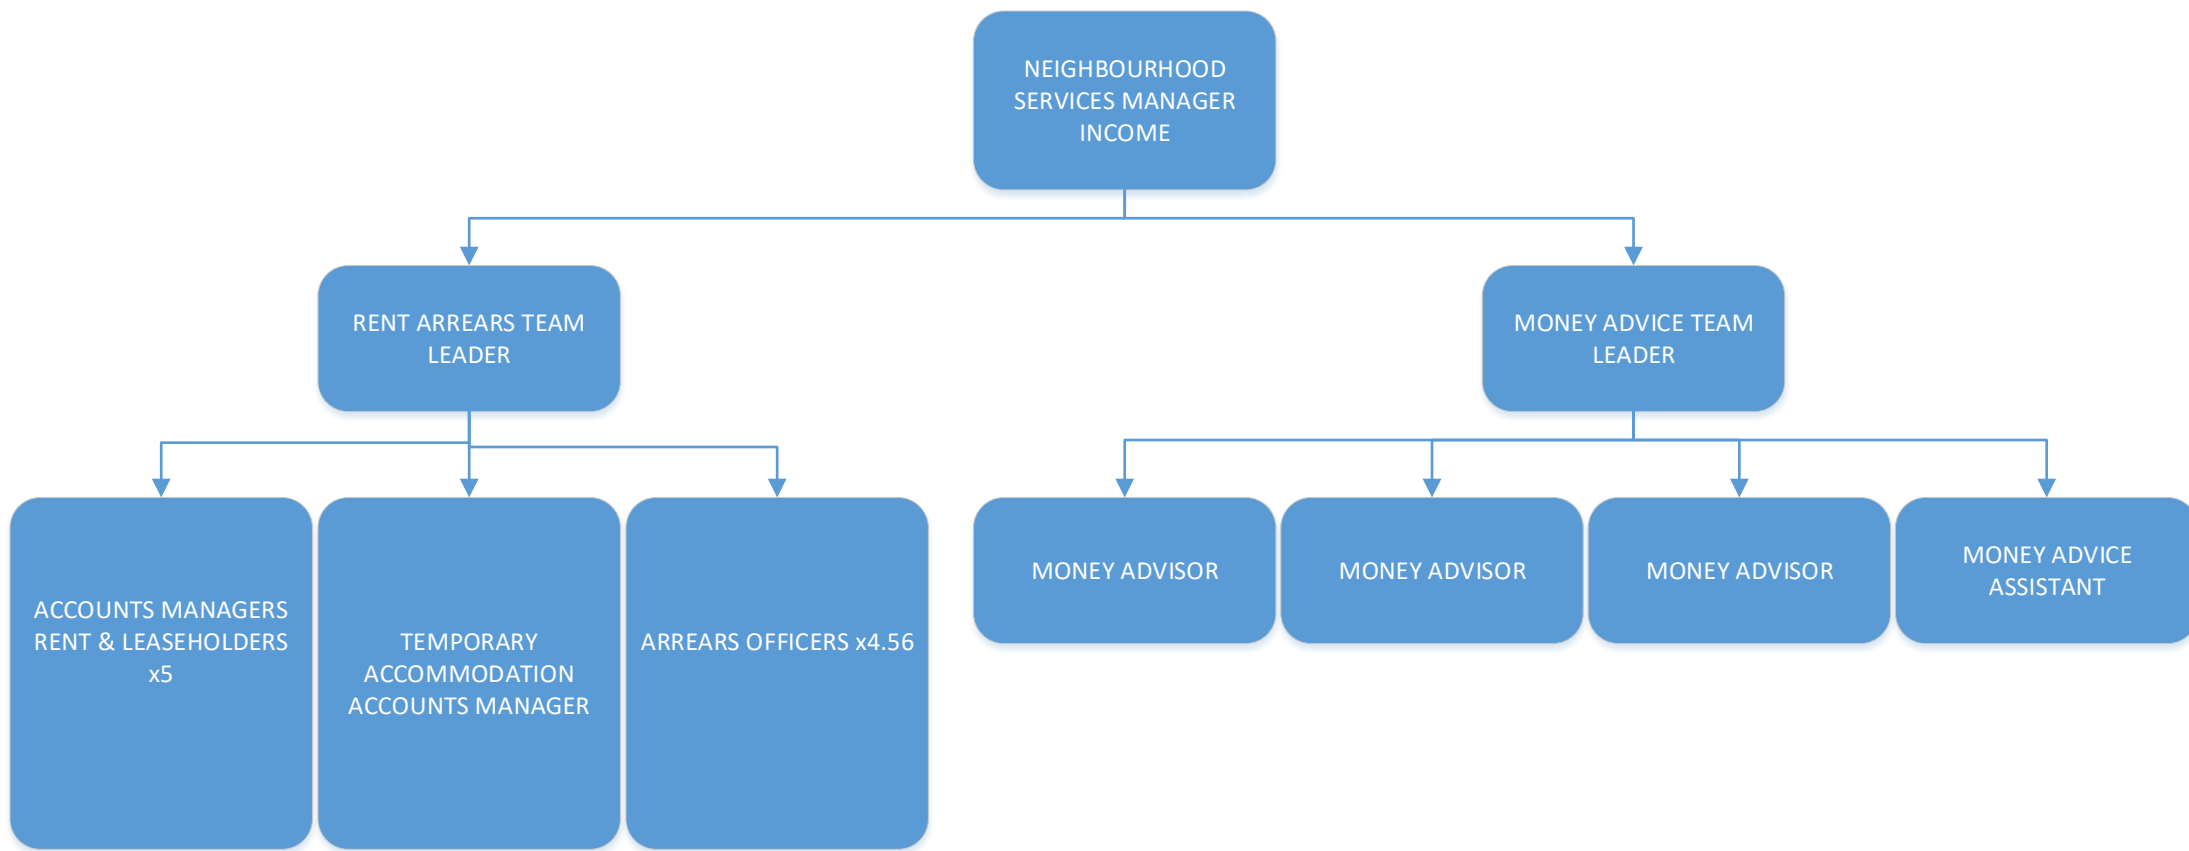 NEIGHBOURHOOD
SERVICES MANAGER
INCOME
RENT ARREARS TEAM
LEADER
MONEY ADVICE TEAM
LEADER
ACCOUNTS MANAGERS
RENT & LEASEHOLDERS
x5
TEMPORARY
ACCOMMODATION
ACCOUNTS MANAGER
ARREARS OFFICERS x4.56
MONEY ADVISOR
MONEY ADVISOR
MONEY ADVISOR
MONEY ADVICE
ASSISTANT